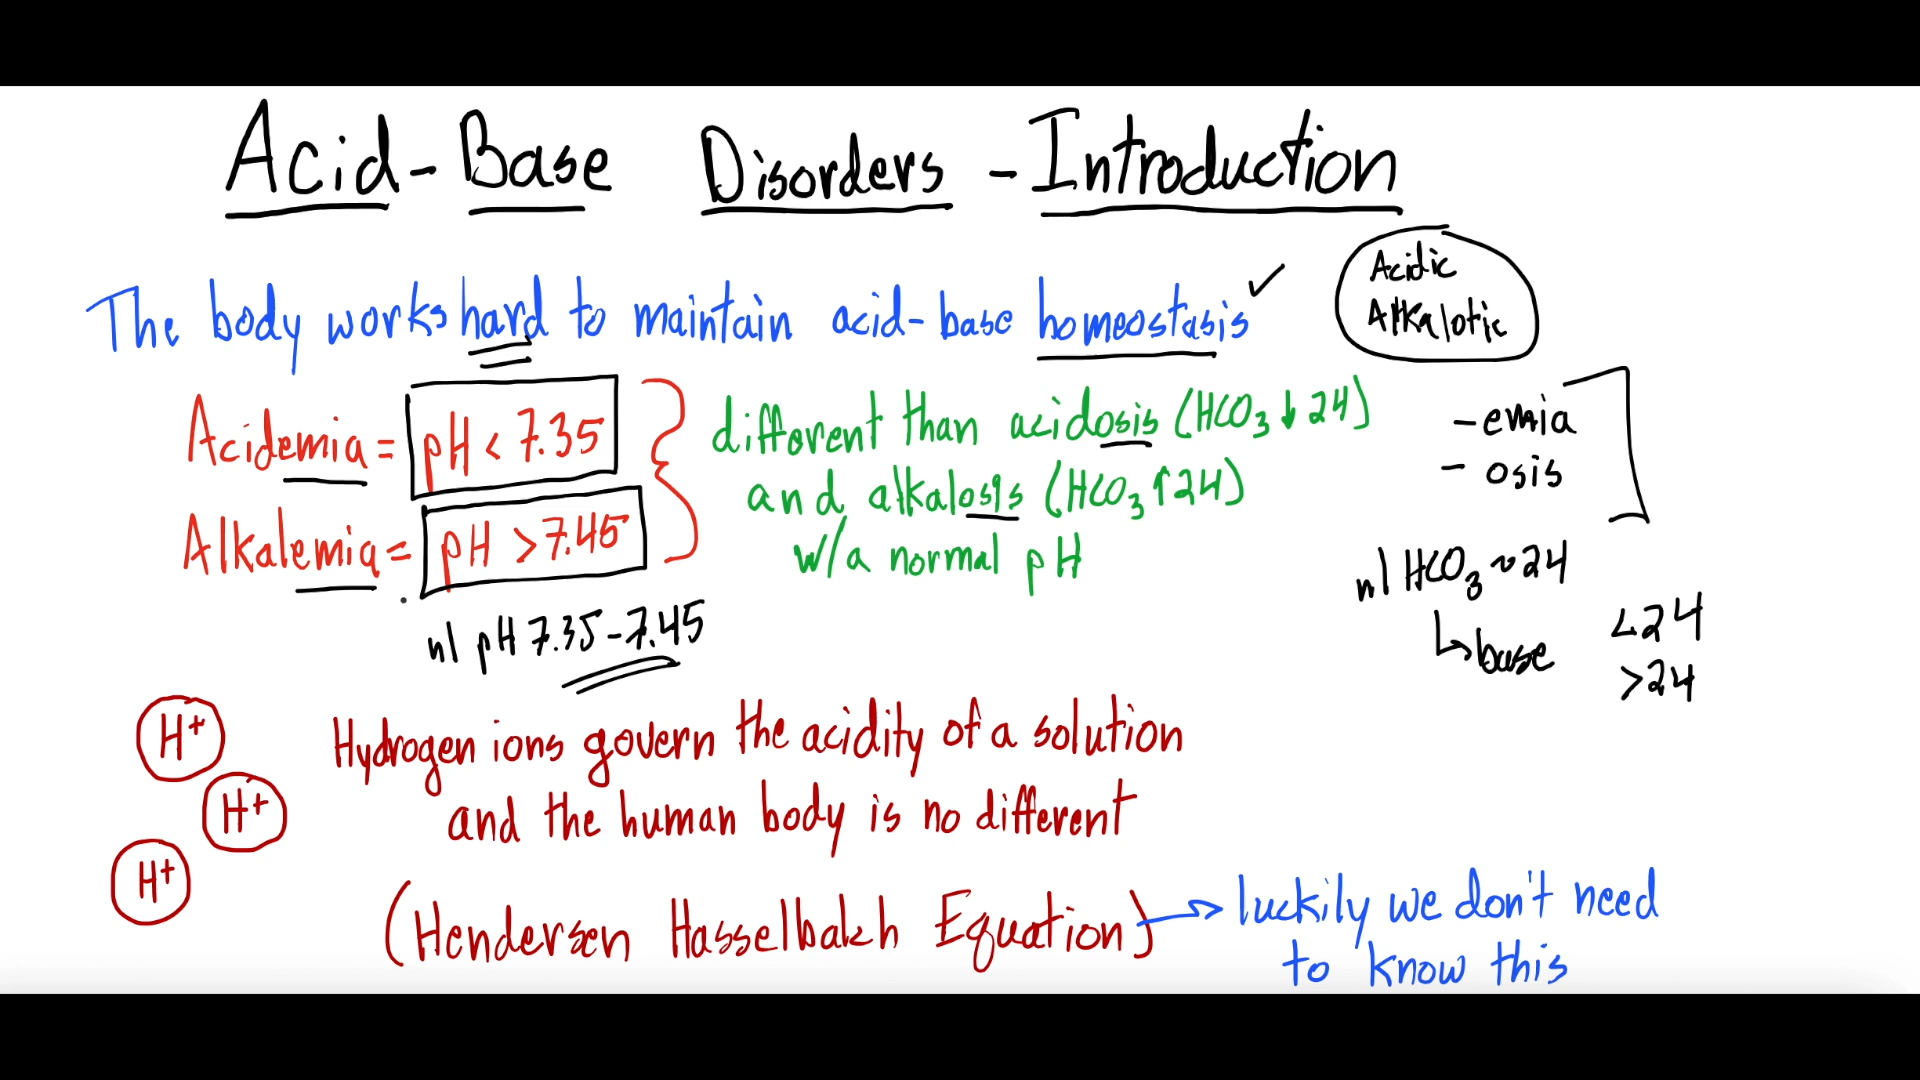 Acid-Base Disorders - Introduction
The body works hard to maintain acid-base homeostasis ✓
Acidic
Alkalotic
Acidemia = pH < 7.35
Alkalemia = pH > 7.45
nl pH 7.35-7.45
different than acidosis (HCO3 ↓ 24)
and alkalosis (HCO3 ↑ 24)
w/a normal pH
- emia
- osis
nl HCO3 ~ 24
↳ base
<24
>24
H+
H+
H+
Hydrogen ions govern the acidity of a solution
and the human body is no different
(Hendersen Hasselbalch Equation) → luckily we don't need
to know this